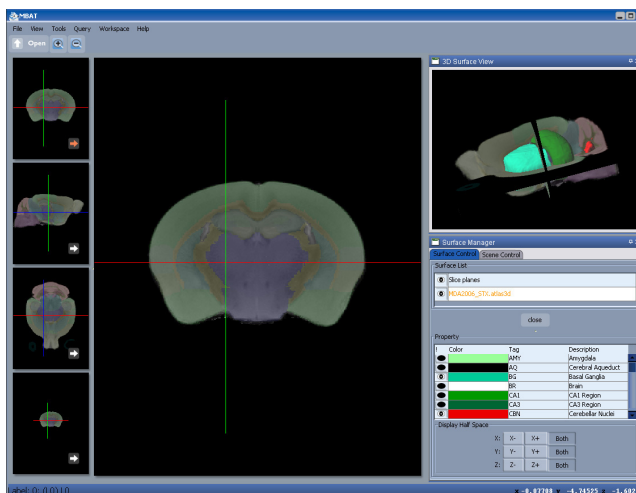 MBAT
File View Tools Query Workspace Help
Open
3D Surface View
Surface Manager
Surface Control Scene Control
Surface List
Slice planes
MDA2006_STX.atlas3d
close
Property
! Color Tag Description
AMY Amygdala
AQ Cerebral Aqueduct
BG Basal Ganglia
BR Brain
CA1 CA1 Region
CA3 CA3 Region
CBN Cerebellar Nuclei
Display Half Space
X: X- X+ Both
Y: Y- Y+ Both
Z: Z- Z+ Both